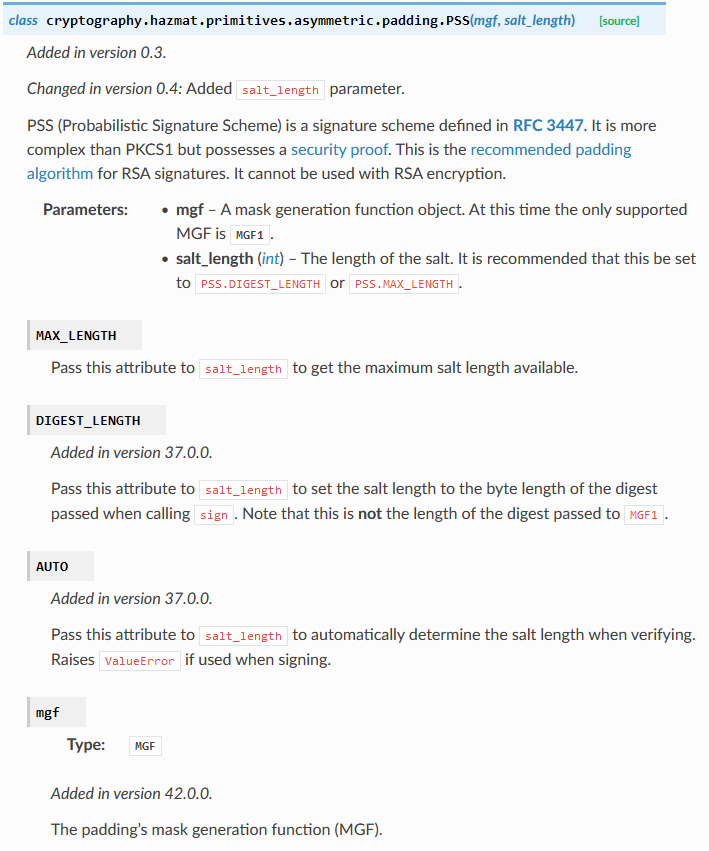 class cryptography.hazmat.primitives.asymmetric.padding.PSS(mgf, salt_length) [source]
Added in version 0.3.
Changed in version 0.4: Added salt_length parameter.
PSS (Probabilistic Signature Scheme) is a signature scheme defined in RFC 3447. It is more
complex than PKCS1 but possesses a security proof. This is the recommended padding
algorithm for RSA signatures. It cannot be used with RSA encryption.
Parameters: • mgf – A mask generation function object. At this time the only supported
MGF is MGF1.
• salt_length (int) – The length of the salt. It is recommended that this be set
to PSS.DIGEST_LENGTH or PSS.MAX_LENGTH.
MAX_LENGTH
Pass this attribute to salt_length to get the maximum salt length available.
DIGEST_LENGTH
Added in version 37.0.0.
Pass this attribute to salt_length to set the salt length to the byte length of the digest
passed when calling sign. Note that this is not the length of the digest passed to MGF1.
AUTO
Added in version 37.0.0.
Pass this attribute to salt_length to automatically determine the salt length when verifying.
Raises ValueError if used when signing.
mgf
Type: MGF
Added in version 42.0.0.
The padding’s mask generation function (MGF).